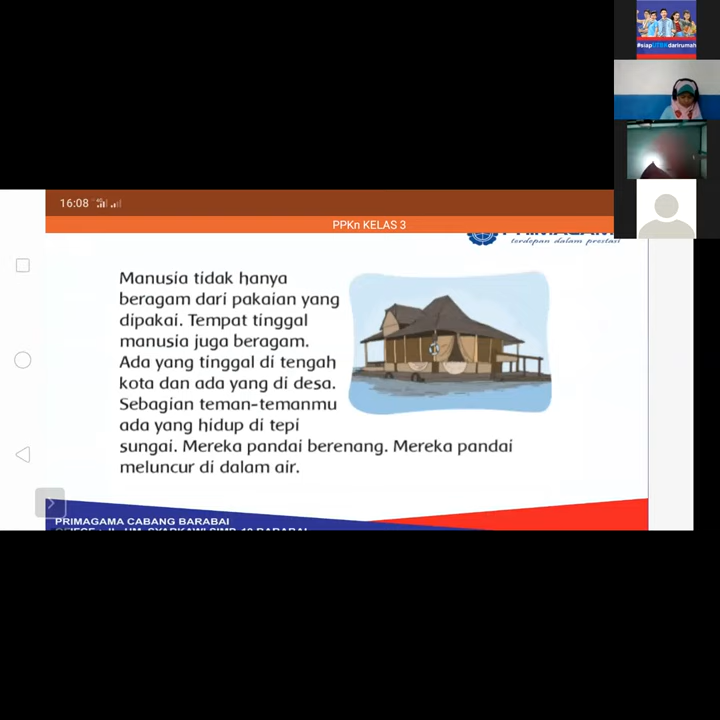 #siapUTBKdarirumah
16:08
PPKn KELAS 3
terdepan dalam prestasi
Manusia tidak hanya
beragam dari pakaian yang
dipakai. Tempat tinggal
manusia juga beragam.
Ada yang tinggal di tengah
kota dan ada yang di desa.
Sebagian teman-temanmu
ada yang hidup di tepi
sungai. Mereka pandai berenang. Mereka pandai
meluncur di dalam air.
PRIMAGAMA CABANG BARABAI